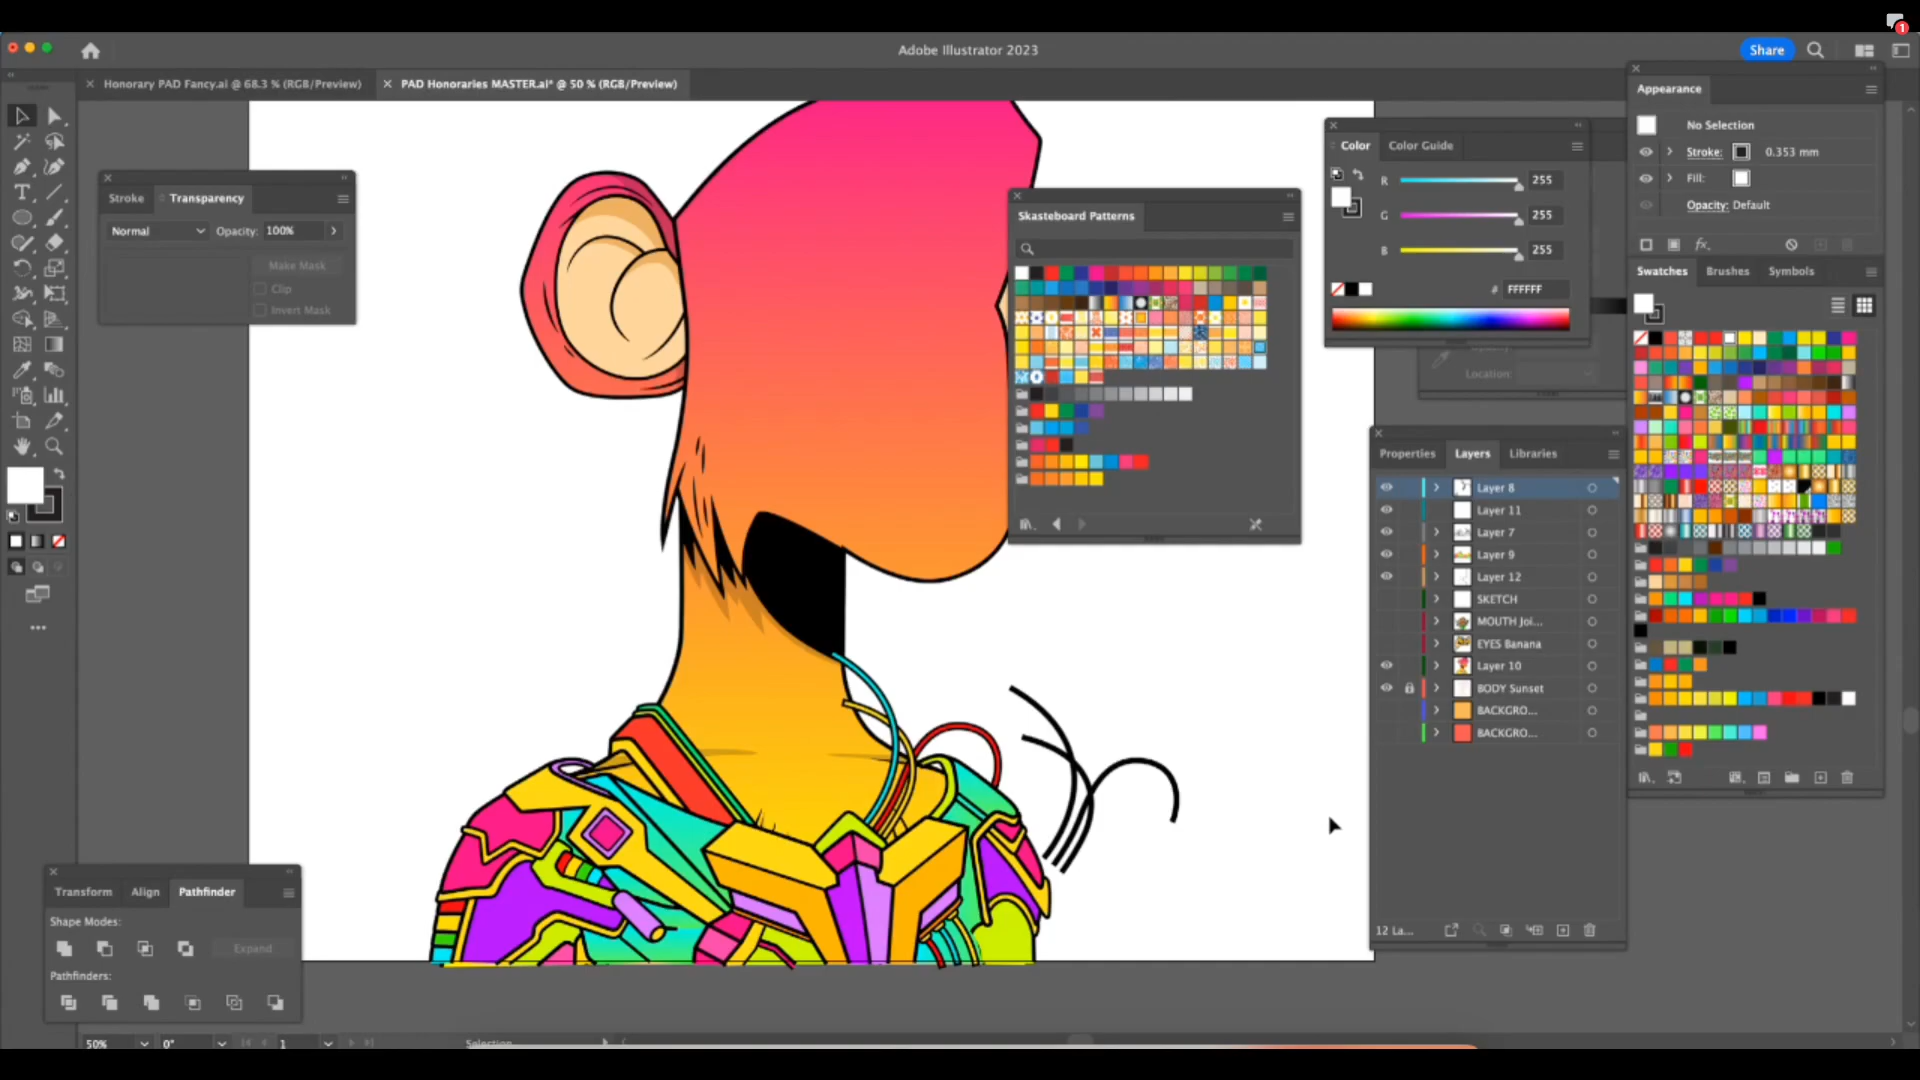 1
Adobe Illustrator 2023
Share
Honorary PAD Fancy.ai @ 68.3 % (RGB/Preview)
PAD Honoraries MASTER.ai* @ 50 % (RGB/Preview)
Appearance
No Selection
Stroke: 0.353 mm
Fill:
Opacity: Default
Color
Color Guide
R 255
G 255
B 255
# FFFFFF
Stroke
Transparency
Normal
Opacity: 100%
Make Mask
Clip
Invert Mask
Skasteboard Patterns
Swatches
Brushes
Symbols
Location:
Properties
Layers
Libraries
Layer 8
Layer 11
Layer 7
Layer 9
Layer 12
SKETCH
MOUTH Joi...
EYES Banana
Layer 10
BODY Sunset
BACKGRO...
BACKGRO...
12 La...
Transform
Align
Pathfinder
Shape Modes:
Expand
Pathfinders:
50%
0°
1
Selection